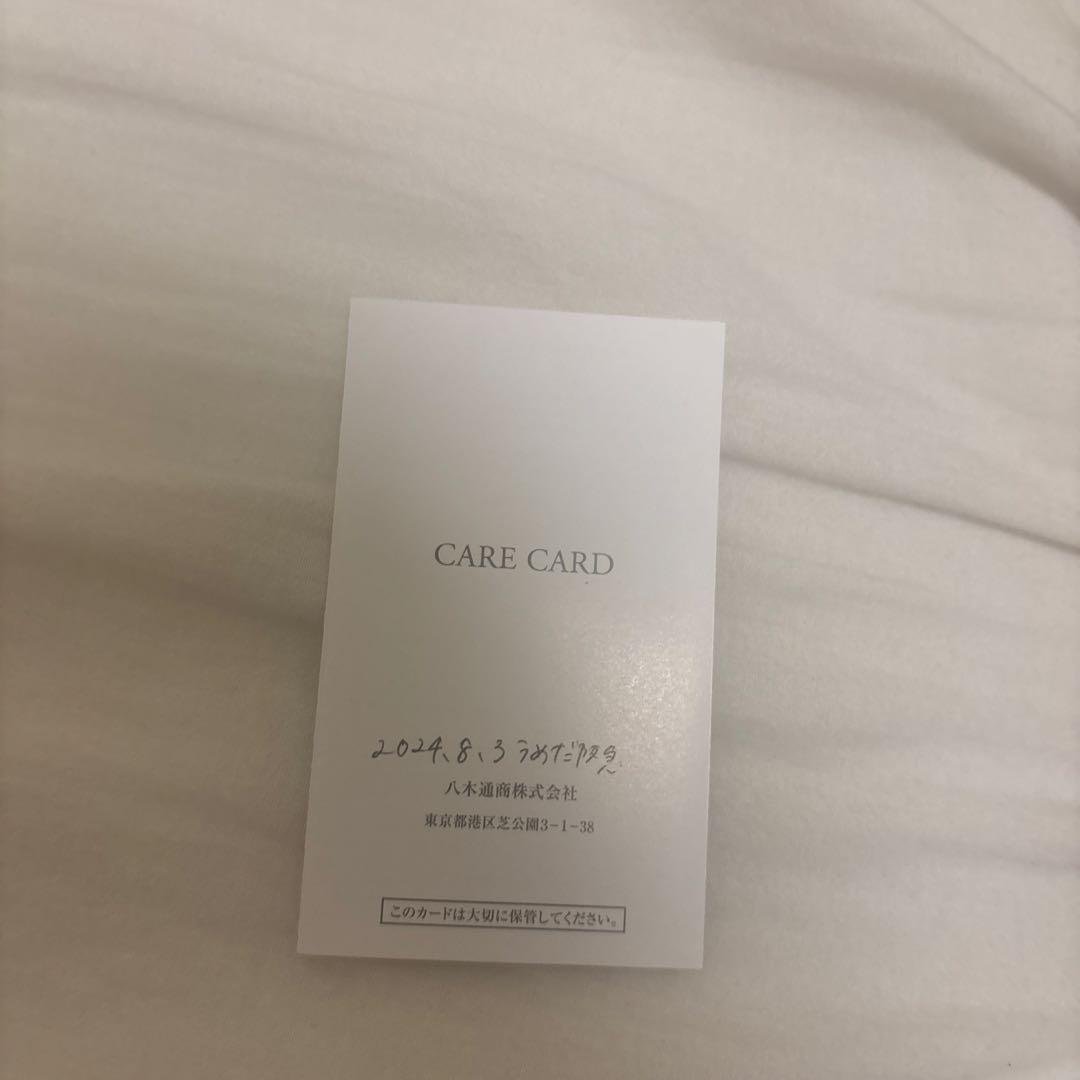 CARE CARD
2024、8、3 うめだ阪急
八木通商株式会社
東京都港区芝公園3-1-38
このカードは大切に保管してください。